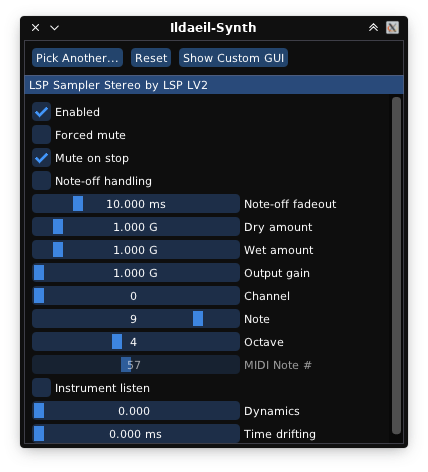 Ildaeil-Synth
Pick Another... Reset Show Custom GUI
LSP Sampler Stereo by LSP LV2
Enabled
Forced mute
Mute on stop
Note-off handling
10.000 ms Note-off fadeout
1.000 G Dry amount
1.000 G Wet amount
1.000 G Output gain
0 Channel
9 Note
4 Octave
57 MIDI Note #
Instrument listen
0.000 Dynamics
0.000 ms Time drifting